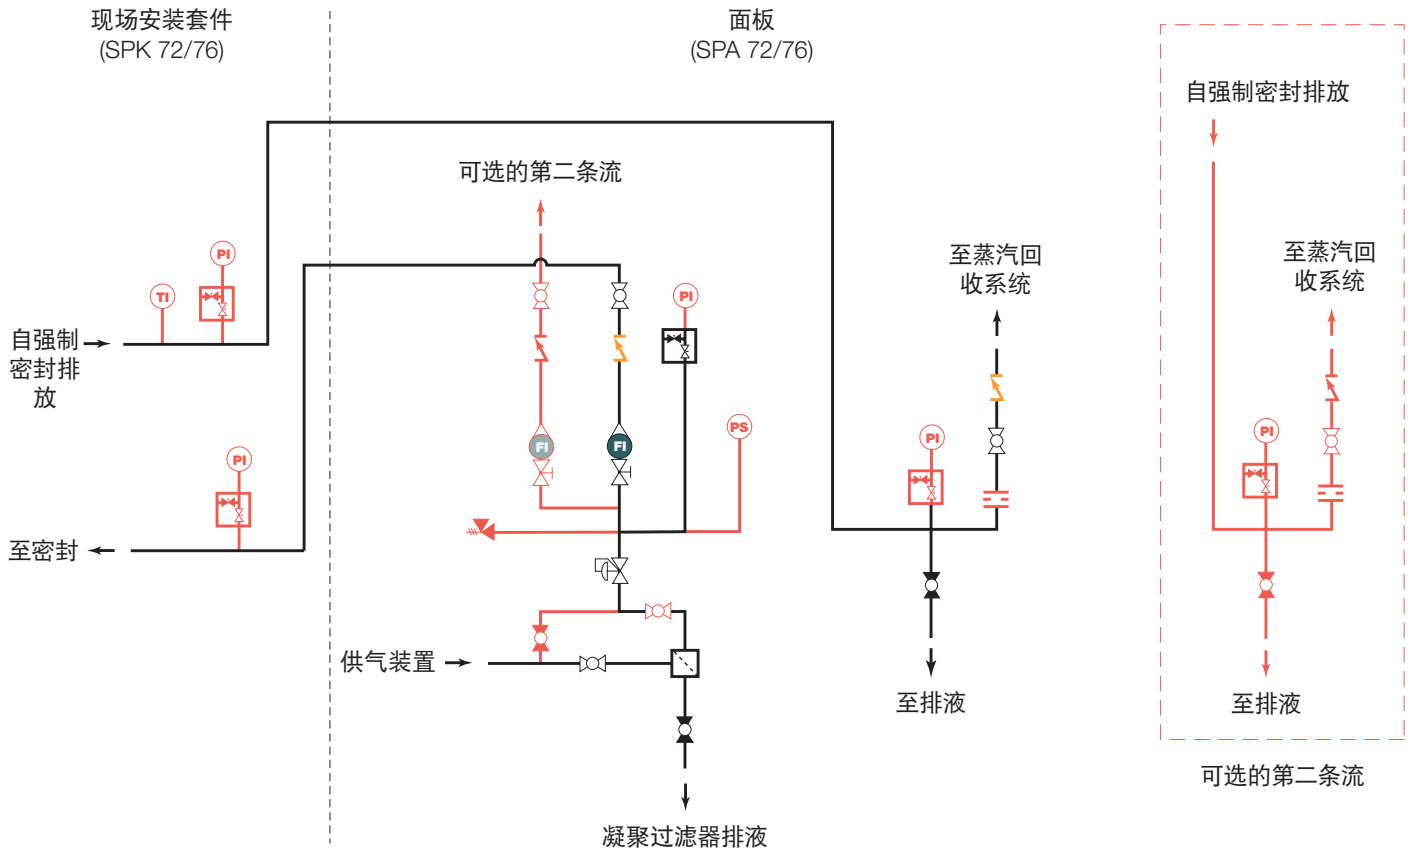 现场安装套件
(SPK 72/76)
面板
(SPA 72/76)
自强制密封排放
可选的第二条流
PI
TI
自强制
密封排
放
PI
至密封
PI
FI
FI
PS
供气装置
凝聚过滤器排液
至蒸汽回
收系统
PI
至排液
至蒸汽回
收系统
PI
至排液
可选的第二条流